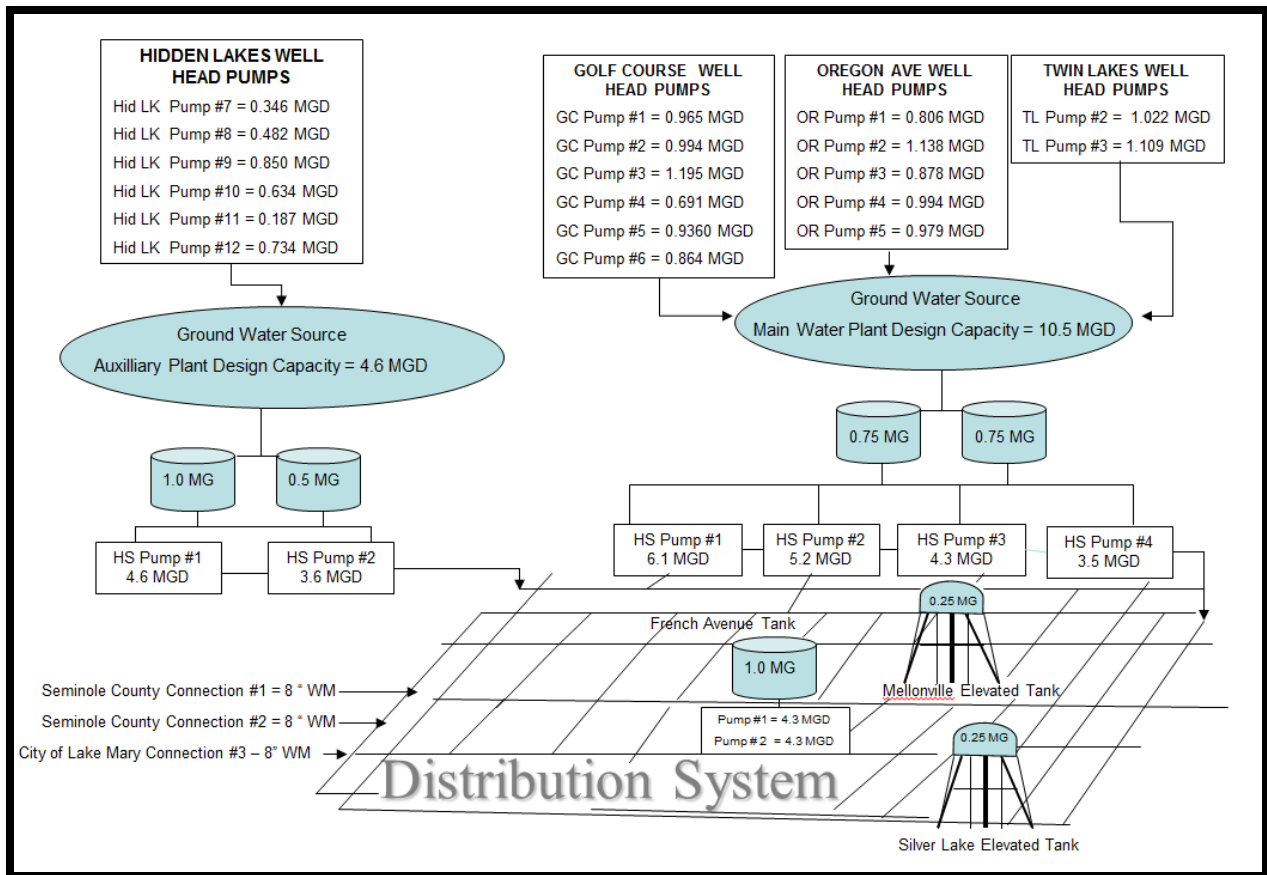 HIDDEN LAKES WELL
HEAD PUMPS
Hid LK Pump #7 = 0.346 MGD
Hid LK Pump #8 = 0.482 MGD
Hid LK Pump #9 = 0.850 MGD
Hid LK Pump #10 = 0.634 MGD
Hid LK Pump #11 = 0.187 MGD
Hid LK Pump #12 = 0.734 MGD
GOLF COURSE WELL
HEAD PUMPS
GC Pump #1 = 0.965 MGD
GC Pump #2 = 0.994 MGD
GC Pump #3 = 1.195 MGD
GC Pump #4 = 0.691 MGD
GC Pump #5 = 0.9360 MGD
GC Pump #6 = 0.864 MGD
OREGON AVE WELL
HEAD PUMPS
OR Pump #1 = 0.806 MGD
OR Pump #2 = 1.138 MGD
OR Pump #3 = 0.878 MGD
OR Pump #4 = 0.994 MGD
OR Pump #5 = 0.979 MGD
TWIN LAKES WELL
HEAD PUMPS
TL Pump #2 = 1.022 MGD
TL Pump #3 = 1.109 MGD
Ground Water Source
Auxilliary Plant Design Capacity = 4.6 MGD
Ground Water Source
Main Water Plant Design Capacity = 10.5 MGD
1.0 MG
0.5 MG
0.75 MG
0.75 MG
HS Pump #1
4.6 MGD
HS Pump #2
3.6 MGD
HS Pump #1
6.1 MGD
HS Pump #2
5.2 MGD
HS Pump #3
4.3 MGD
HS Pump #4
3.5 MGD
0.25 MG
Mellonville Elevated Tank
French Avenue Tank
1.0 MG
Pump #1 = 4.3 MGD
Pump # 2 = 4.3 MGD
Seminole County Connection #1 = 8 “ WM
Seminole County Connection #2 = 8 “ WM
City of Lake Mary Connection #3 – 8” WM
0.25 MG
Silver Lake Elevated Tank
Distribution System